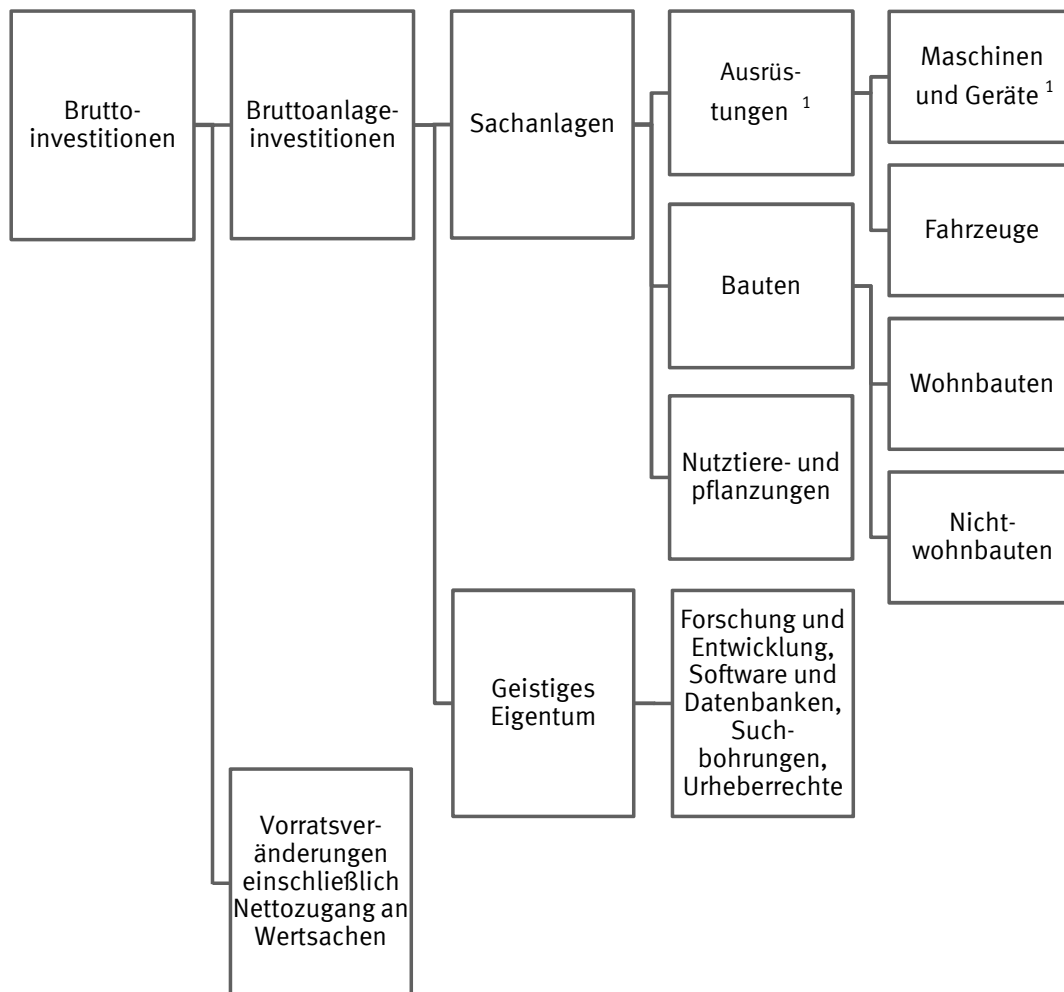 Brutto-
investitionen
Bruttoanlage-
investitionen
Sachanlagen
Ausrüs-
tungen 1
Maschinen
und Geräte 1
Fahrzeuge
Bauten
Wohnbauten
Nicht-
wohnbauten
Nutztiere- und
pflanzungen
Geistiges
Eigentum
Forschung und
Entwicklung,
Software und
Datenbanken,
Such-
bohrungen,
Urheberrechte
Vorratsver-
änderungen
einschließlich
Nettozugang an
Wertsachen